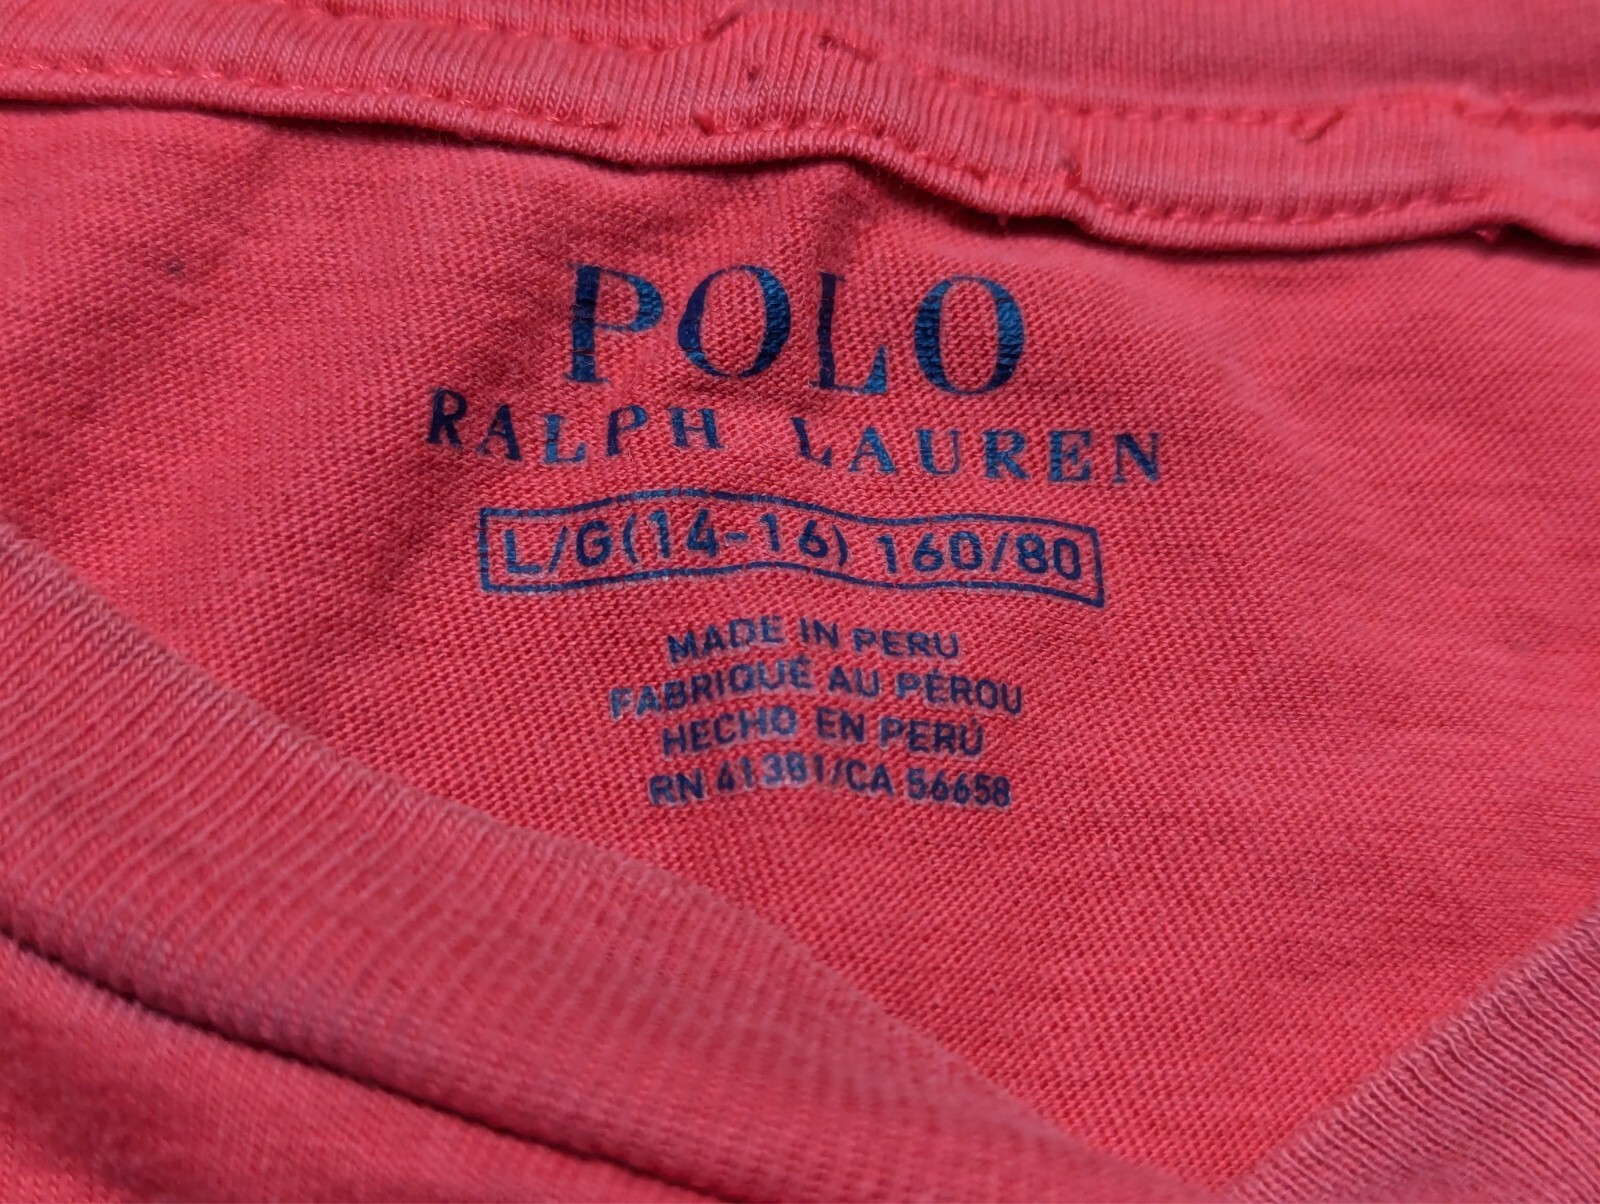 POLO
RALPH LAUREN
L/G(14-16) 160/80
MADE IN PERU
FABRIQUÉ AU PÉROU
HECHO EN PERÚ
RN 41381/CA 56658